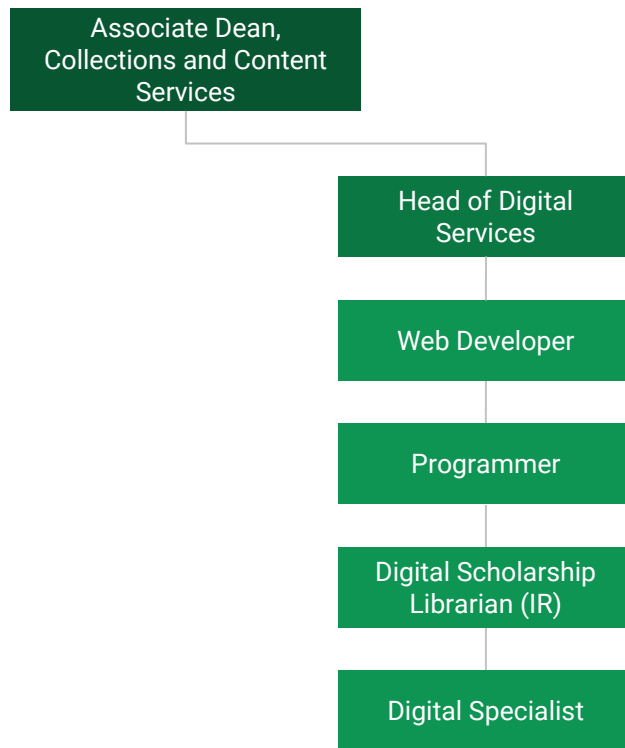 Associate Dean,
Collections and Content
Services
Head of Digital
Services
Web Developer
Programmer
Digital Scholarship
Librarian (IR)
Digital Specialist